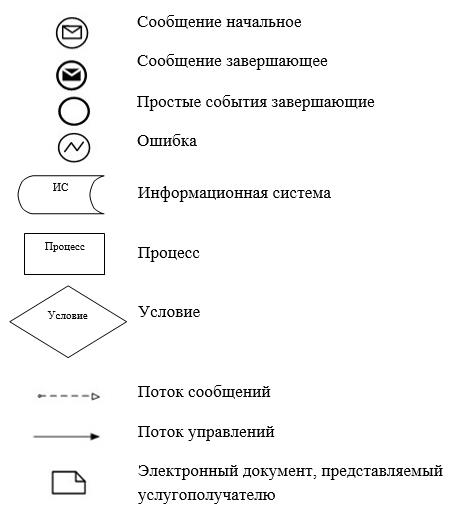 Сообщение начальное
Сообщение завершающее
Простые события завершающие
Ошибка
ИС
Информационная система
Процесс
Процесс
Условие
Условие
Поток сообщений
Поток управлений
Электронный документ, представляемый
услугополучателю